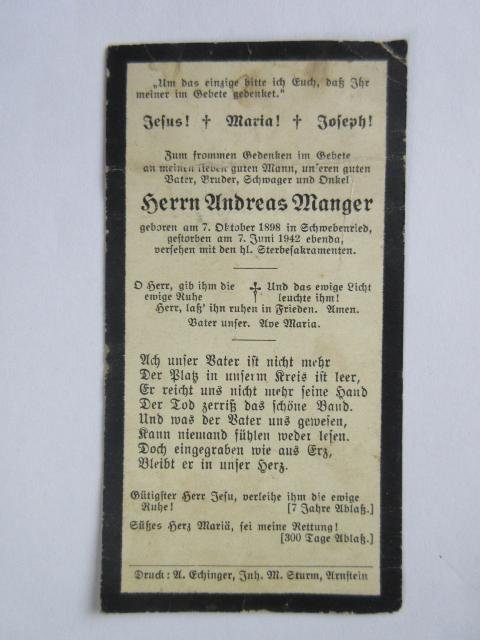 „Um das einzige bitte ich Euch, daß Ihr
meiner im Gebete gedenket."
Jesus! † Maria! † Joseph!
Zum frommen Gedenken im Gebete
an meinen lieben guten Mann, unseren guten
Vater, Bruder, Schwager und Onkel
Herrn Andreas Manger
geboren am 7. Oktober 1898 in Schwebenried,
gestorben am 7. Juni 1942 ebenda,
versehen mit den hl. Sterbesakramenten.
O Herr, gib ihm die ewige Ruhe † Und das ewige Licht leuchte ihm!
Herr, laß' ihn ruhen in Frieden. Amen.
Vater unser. Ave Maria.
Ach unser Vater ist nicht mehr
Der Platz in unserm Kreis ist leer,
Er reicht uns nicht mehr seine Hand
Der Tod zerriß das schöne Band.
Und was der Vater uns gewesen,
Kann niemand fühlen weder lesen.
Doch eingegraben wie aus Erz,
Bleibt er in unser Herz.
Gütigster Herr Jesu, verleihe ihm die ewige
Ruhe! [7 Jahre Ablaß.]
Süßes Herz Mariä, sei meine Rettung!
[300 Tage Ablaß.]
Druck: A. Echinger, Inh. M. Sturm, Arnstein